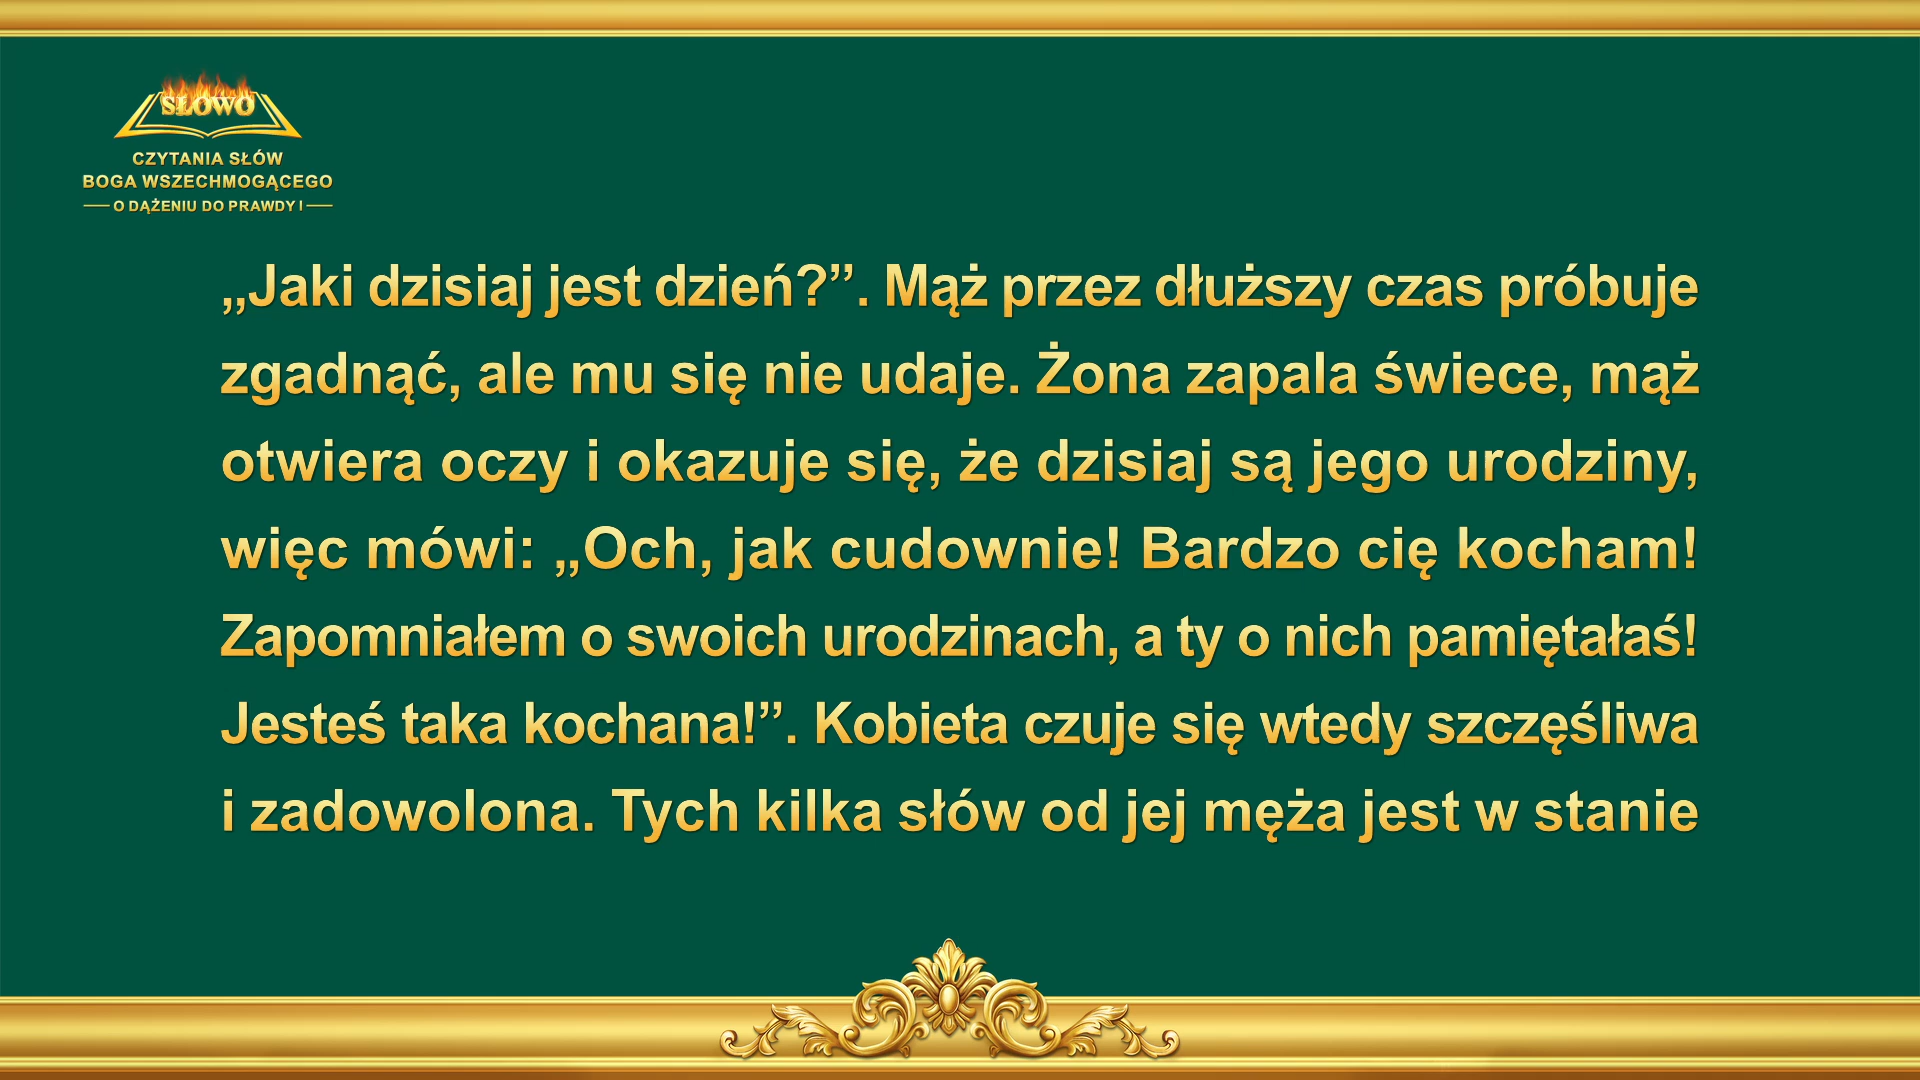 SŁOWO
CZYTANIA SŁÓW
BOGA WSZECHMOGĄCEGO
O DĄŻENIU DO PRAWDY I
„Jaki dzisiaj jest dzień?”. Mąż przez dłuższy czas próbuje
zgadnąć, ale mu się nie udaje. Żona zapala świece, mąż
otwiera oczy i okazuje się, że dzisiaj są jego urodziny,
więc mówi: „Och, jak cudownie! Bardzo cię kocham!
Zapomniałem o swoich urodzinach, a ty o nich pamiętałaś!
Jesteś taka kochana!”. Kobieta czuje się wtedy szczęśliwa
i zadowolona. Tych kilka słów od jej męża jest w stanie